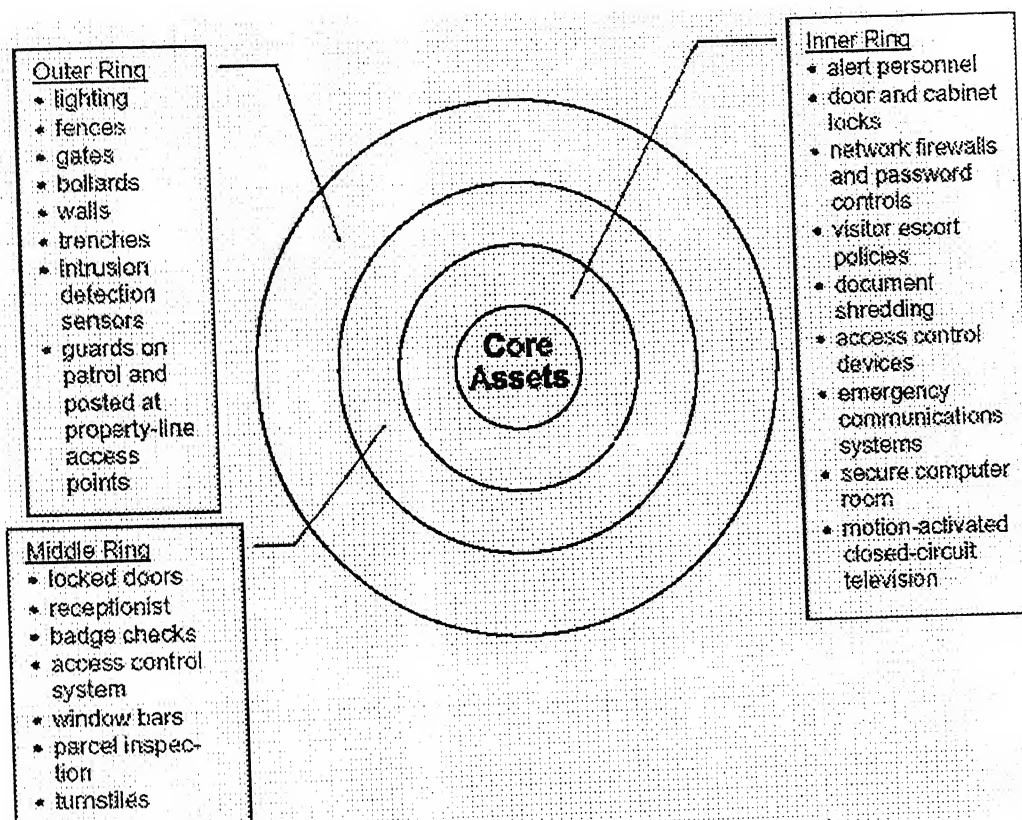 Outer Ring
• lighting
• fences
• gates
• bollards
• walls
• trenches
• intrusion
detection
sensors
• guards on
patrol and
posted at
property-line
access
points
Middle Ring
• locked doors
• receptionist
• badge checks
• access control
system
• window bars
• parcel inspec-
tion
• turnstiles
Core
Assets
Inner Ring
• alert personnel
• door and cabinet
locks
• network firewalls
and password
controls
• visitor escort
policies
• document
shredding
• access control
devices
• emergency
communications
systems
• secure computer
room
• motion-activated
closed-circuit
television